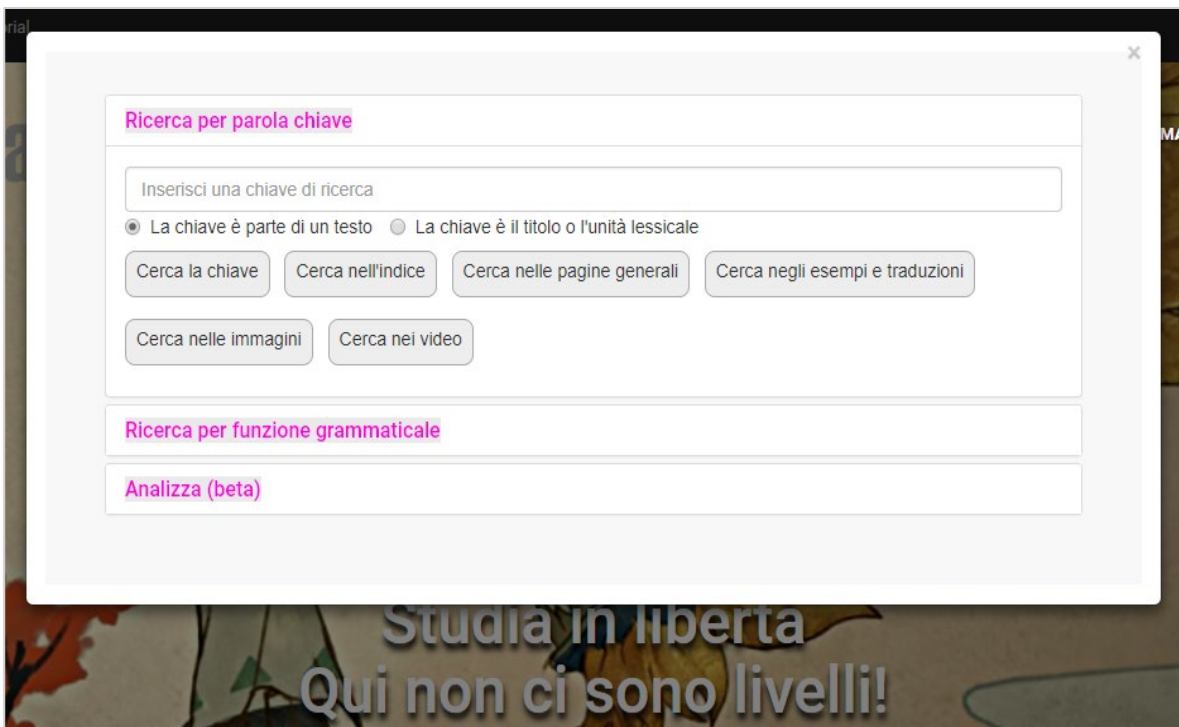 orial
×
Ricerca per parola chiave
Inserisci una chiave di ricerca
La chiave è parte di un testo La chiave è il titolo o l'unità lessicale
Cerca la chiave Cerca nell'indice Cerca nelle pagine generali Cerca negli esempi e traduzioni
Cerca nelle immagini Cerca nei video
Ricerca per funzione grammaticale
Analizza (beta)
Studia in libertà
Qui non ci sono livelli!